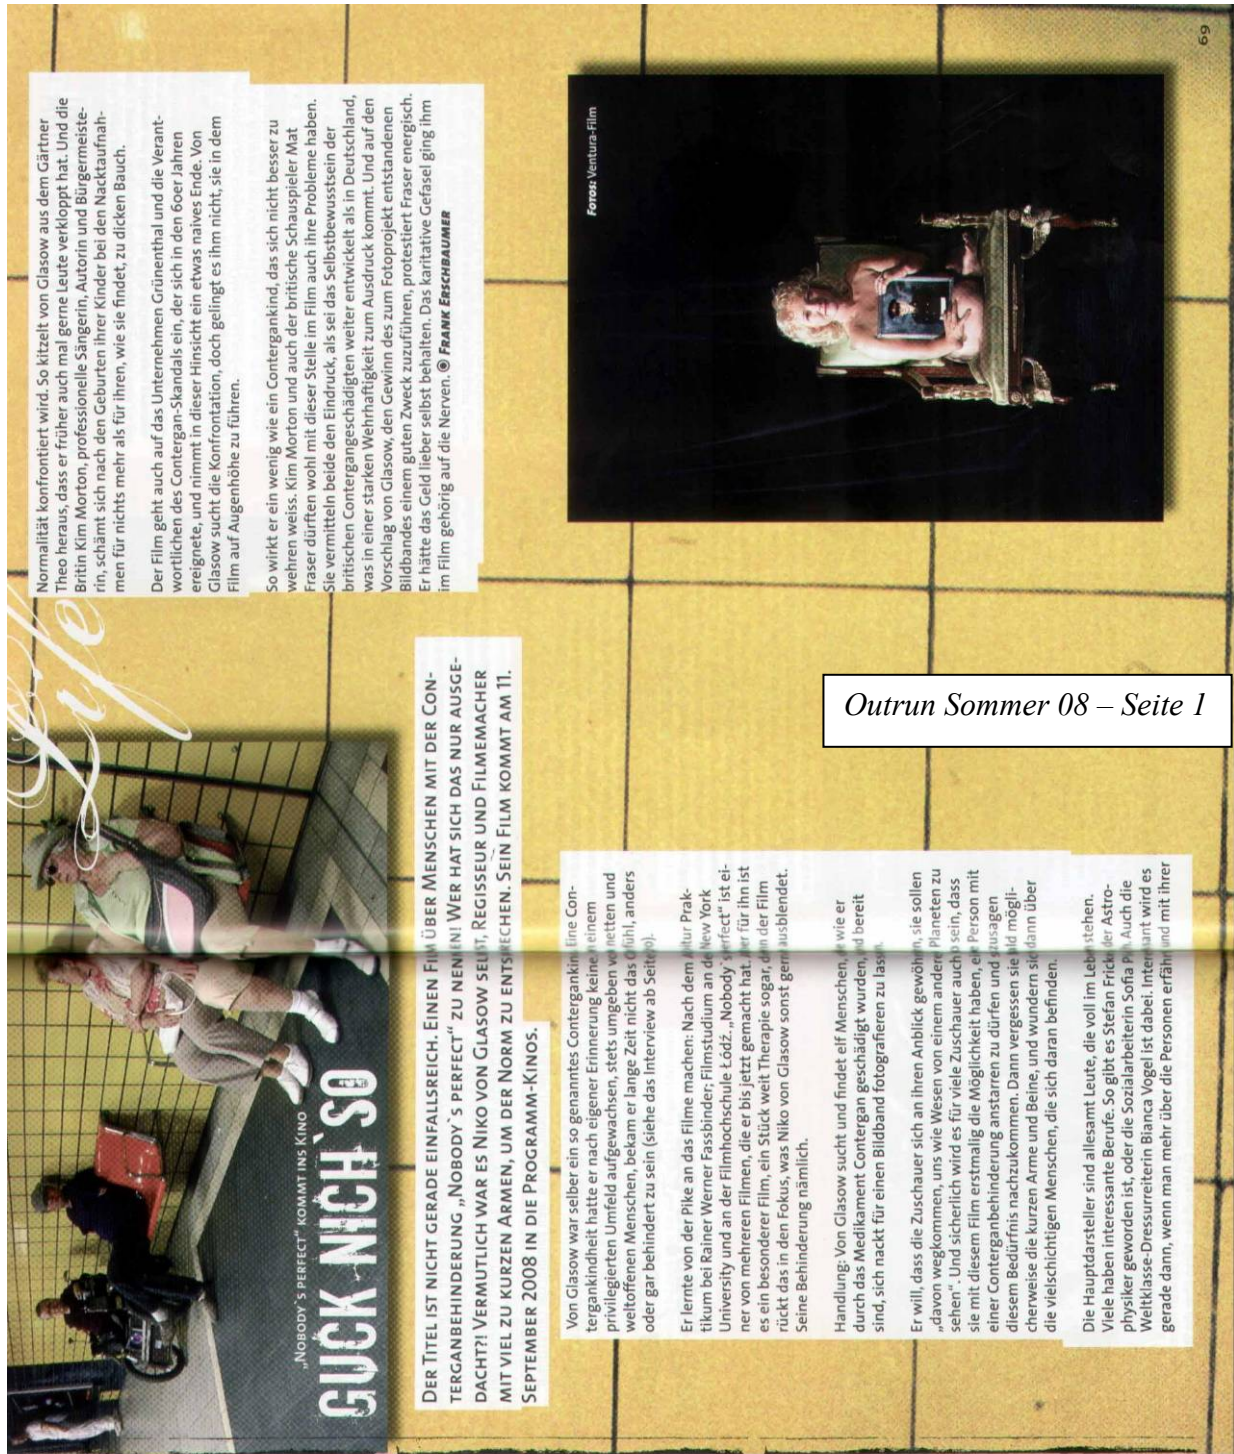 Life
„Nobody`s perfect“ kommt ins Kino
GUCK NICH`SO
Der Titel ist nicht gerade einfallsreich. Einen Film über Menschen mit der Con-
terganbehinderung „Nobody`s perfect“ zu nennen! Wer hat sich das nur ausge-
dacht?! Vermutlich war es Niko von Glasow selbst, Regisseur und Filmemacher
mit viel zu kurzen Armen, um der Norm zu entsprechen. Sein Film kommt am 11.
September 2008 in die Programm-Kinos.
Von Glasow war selber ein so genanntes Contergankind. Eine Con-
tergankindheit hatte er nach eigener Erinnerung keine in einem
privilegierten Umfeld aufgewachsen, stets umgeben von netten und
weltoffenen Menschen, bekam er lange Zeit nicht das Gefühl, anders
oder gar behindert zu sein (siehe das Interview ab Seite
Er lernte von der Pike an das Filme machen: Nach dem Abitur Prak-
tikum bei Rainer Werner Fassbinder; Filmstudium an der New York
University und an der Filmhochschule Łódź. „Nobody`s perfect“ ist ei-
ner von mehreren Filmen, die er bis jetzt gemacht hat. Aber für ihn ist
es ein besonderer Film, ein Stück weit Therapie sogar, denn der Film
rückt das in den Fokus, was Niko von Glasow sonst gern ausblendet.
Seine Behinderung nämlich.
Handlung: Von Glasow sucht und findet elf Menschen, die wie er
durch das Medikament Contergan geschädigt wurden, und bereit
sind, sich nackt für einen Bildband fotografieren zu lassen.
Er will, dass die Zuschauer sich an ihren Anblick gewöhnen, sie sollen
„davon wegkommen, uns wie Wesen von einem anderen Planeten zu
sehen“. Und sicherlich wird es für viele Zuschauer auch so sein, dass
sie mit diesem Film erstmalig die Möglichkeit haben, eine Person mit
einer Conterganbehinderung anstarren zu dürfen und sozusagen
diesem Bedürfnis nachzukommen. Dann vergessen sie bald mögli-
cherweise die kurzen Arme und Beine, und wundern sich dann über
die vielschichtigen Menschen, die sich daran befinden.
Die Hauptdarsteller sind allesamt Leute, die voll im Leben stehen.
Viele haben interessante Berufe. So gibt es Stefan Fricke, der Astro-
physiker geworden ist, oder die Sozialarbeiterin Sofia Auch die
Weltklasse-Dressurreiterin Bianca Vogel ist dabei. Interessant wird es
gerade dann, wenn man mehr über die Personen erfährt und mit ihrer
Normalität konfrontiert wird. So kitzelt von Glasow aus dem Gärtner
Theo heraus, dass er früher auch mal gerne Leute verkloppt hat. Und die
Britin Kim Morton, professionelle Sängerin, Autorin und Bürgermeiste-
rin, schämt sich nach den Geburten ihrer Kinder bei den Nacktaufnah-
men für nichts mehr als für ihren, wie sie findet, zu dicken Bauch.
Der Film geht auch auf das Unternehmen Grünenthal und die Verant-
wortlichen des Contergan-Skandals ein, der sich in den 60er Jahren
ereignete, und nimmt in dieser Hinsicht ein etwas naives Ende. Von
Glasow sucht die Konfrontation, doch gelingt es ihm nicht, sie in dem
Film auf Augenhöhe zu führen.
So wirkt er ein wenig wie ein Contergankind, das sich nicht besser zu
wehren weiss. Kim Morton und auch der britische Schauspieler Mat
Fraser dürften wohl mit dieser Stelle im Film auch ihre Probleme haben.
Sie vermitteln beide den Eindruck, als sei das Selbstbewusstsein der
britischen Contergangeschädigten weiter entwickelt als in Deutschland,
was in einer starken Wehrhaftigkeit zum Ausdruck kommt. Und auf den
Vorschlag von Glasow, den Gewinn des zum Fotoprojekt entstandenen
Bildbandes einem guten Zweck zuzuführen, protestiert Fraser energisch.
Er hätte das Geld lieber selbst behalten. Das karitative Gefasel ging ihm
im Film gehörig auf die Nerven. Frank Erschbaumer
Fotos: Ventura-Film
69
Outrun Sommer 08 – Seite 1